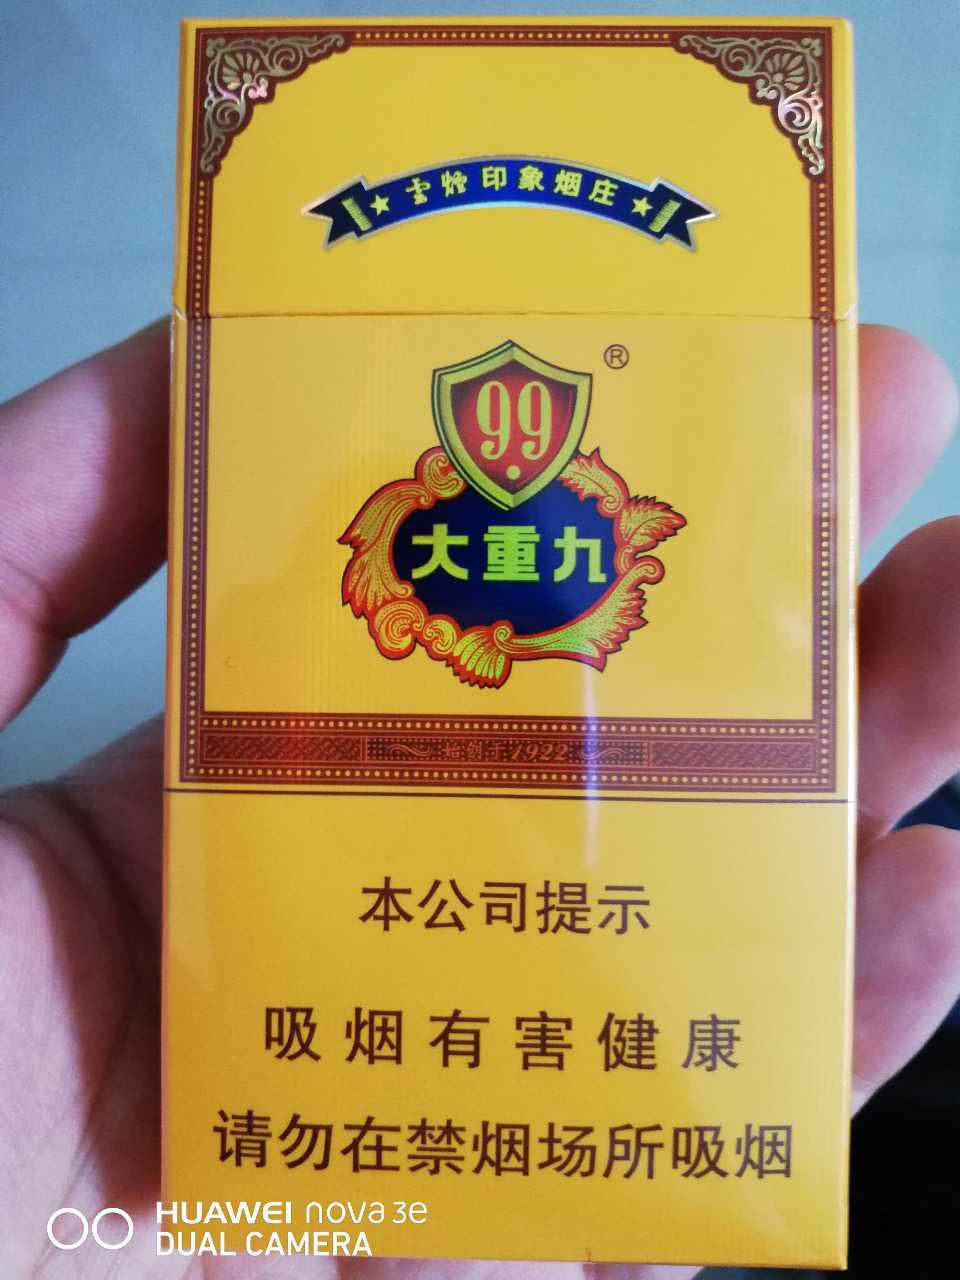 雲煙印象烟庄
®
99
大重九
始创于1922
本公司提示
吸烟有害健康
请勿在禁烟场所吸烟
HUAWEI nova 3e
DUAL CAMERA